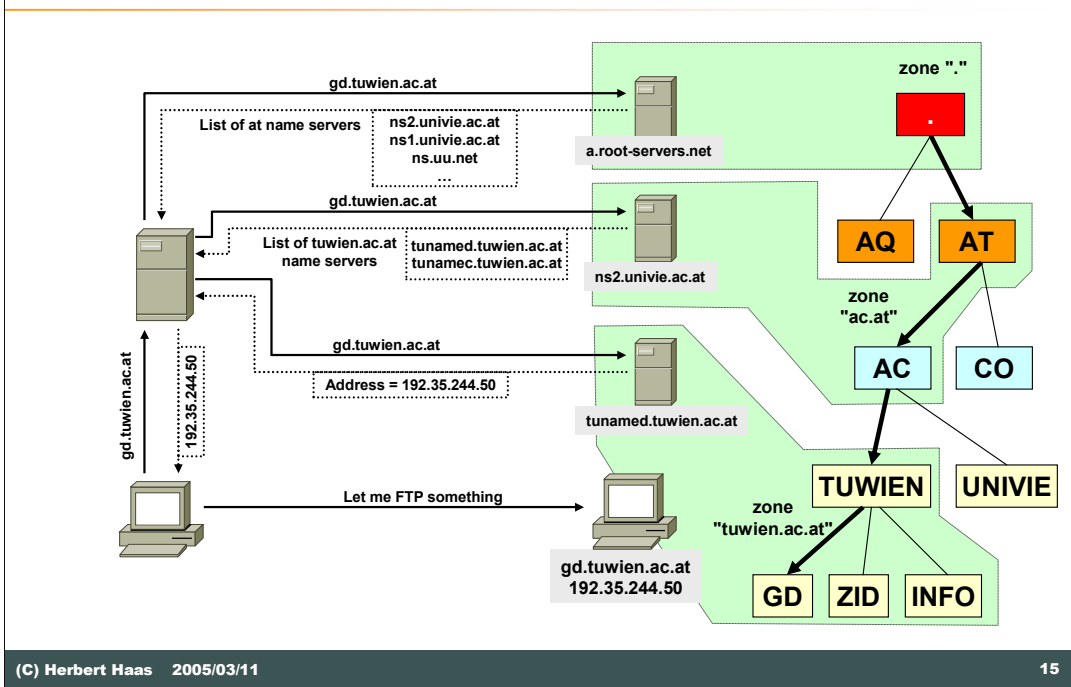 gd.tuwien.ac.at
List of at name servers
ns2.univie.ac.at
ns1.univie.ac.at
ns.uu.net
...
a.root-servers.net
zone "."
.
gd.tuwien.ac.at
List of tuwien.ac.at
name servers
tunamed.tuwien.ac.at
tunamec.tuwien.ac.at
ns2.univie.ac.at
AQ
AT
zone
"ac.at"
AC
CO
gd.tuwien.ac.at
Address = 192.35.244.50
tunamed.tuwien.ac.at
gd.tuwien.ac.at
192.35.244.50
Let me FTP something
gd.tuwien.ac.at
192.35.244.50
TUWIEN
UNIVIE
zone
"tuwien.ac.at"
GD
ZID
INFO
(C) Herbert Haas 2005/03/11
15